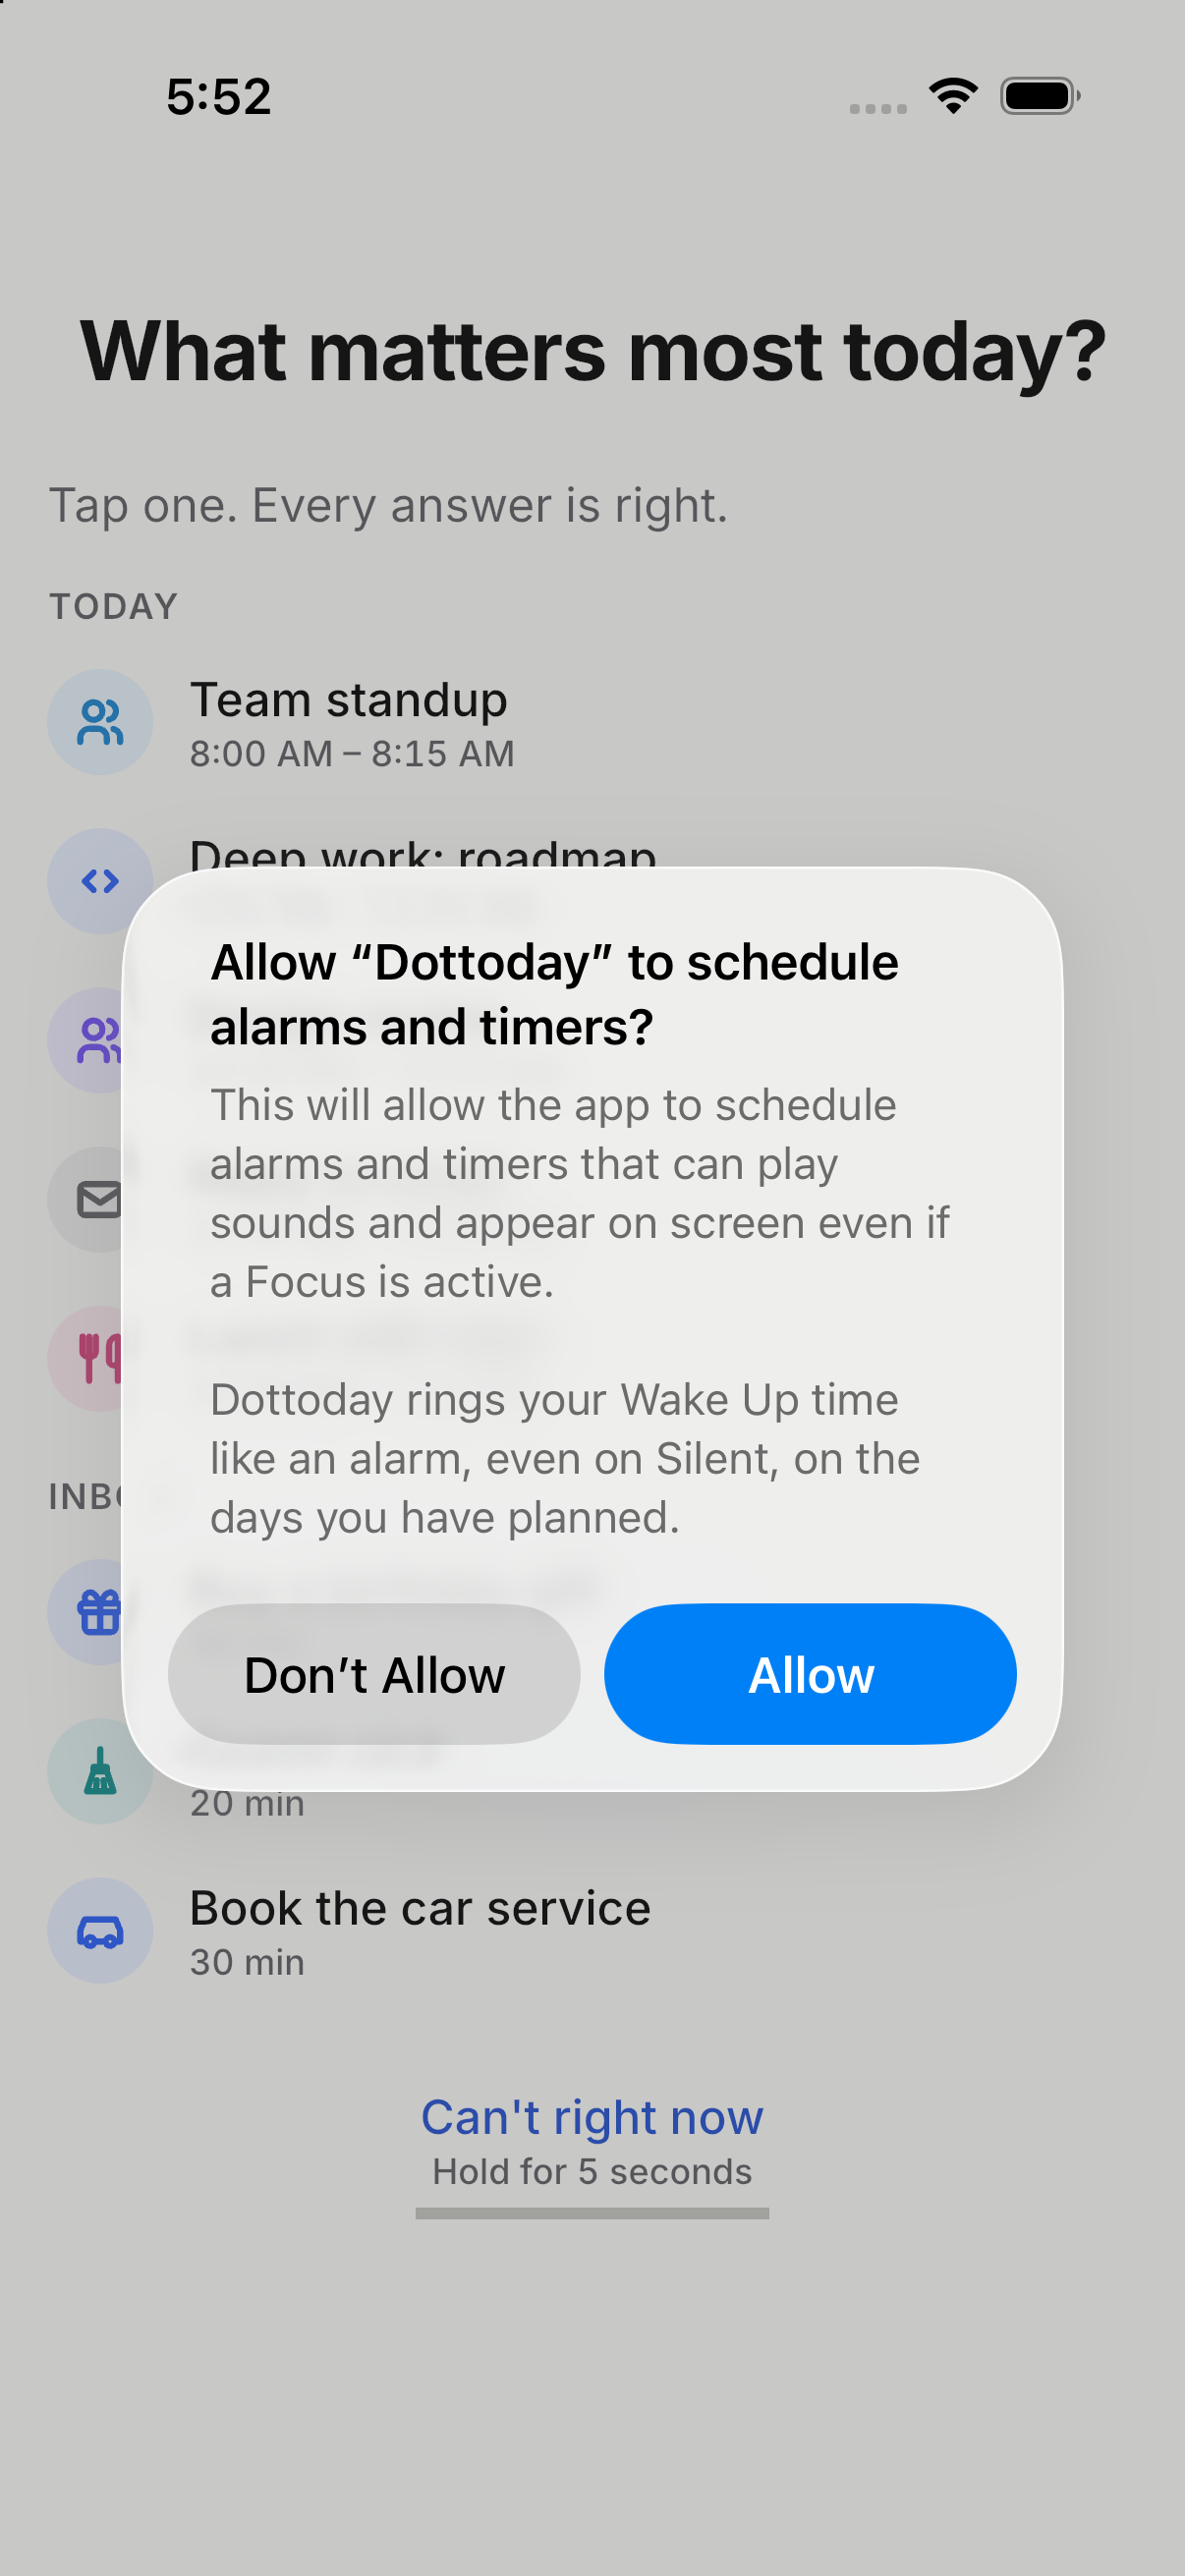 5:52
What matters most today?
Tap one. Every answer is right.
TODAY
Team standup
8:00 AM – 8:15 AM
Deep work: roadmap
Allow “Dottoday” to schedule
alarms and timers?
This will allow the app to schedule
alarms and timers that can play
sounds and appear on screen even if
a Focus is active.
Dottoday rings your Wake Up time
like an alarm, even on Silent, on the
days you have planned.
Don’t Allow
Allow
20 min
Book the car service
30 min
Can't right now
Hold for 5 seconds